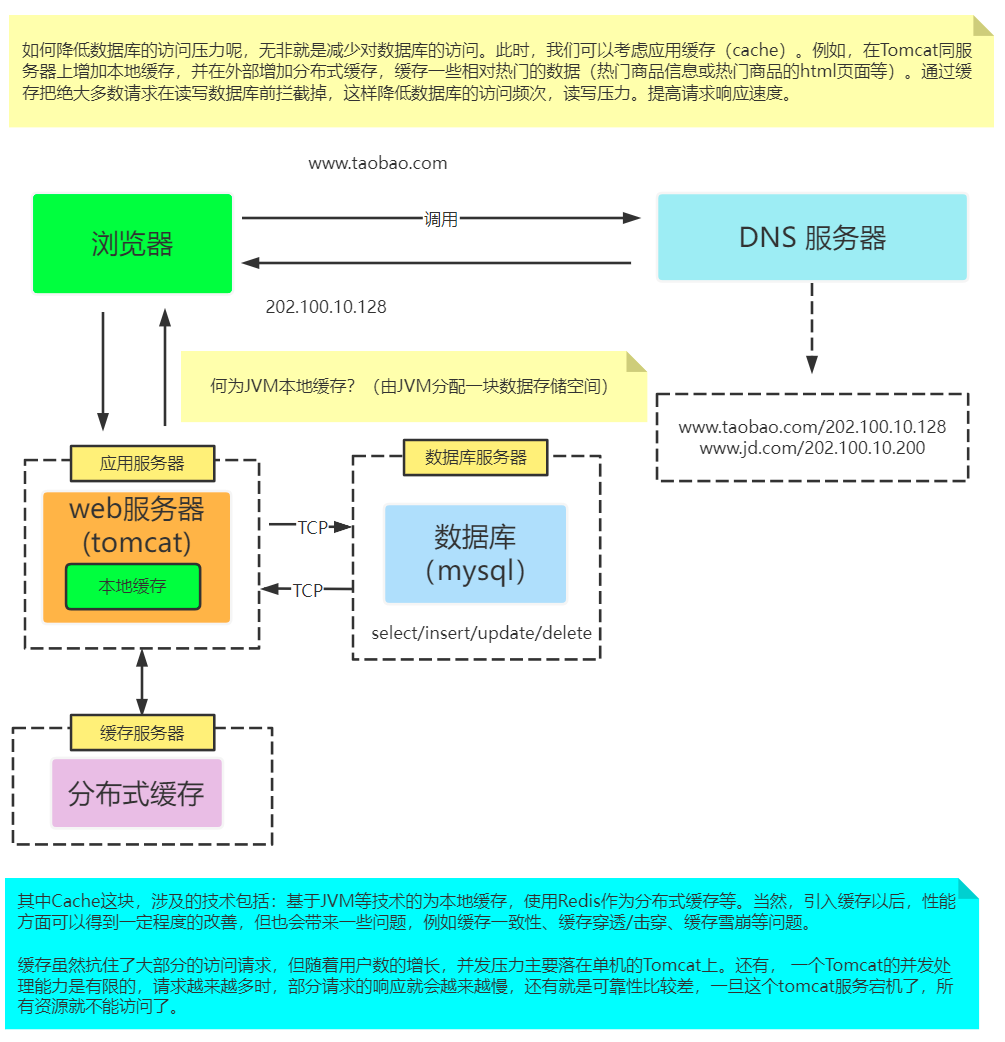 如何降低数据库的访问压力呢，无非就是减少对数据库的访问。此时，我们可以考虑应用缓存（cache）。例如，在Tomcat同服
务器上增加本地缓存，并在外部增加分布式缓存，缓存一些相对热门的数据（热门商品信息或热门商品的html页面等）。通过缓
存把绝大多数请求在读写数据库前拦截掉，这样降低数据库的访问频次，读写压力。提高请求响应速度。
www.taobao.com
浏览器
调用
DNS 服务器
202.100.10.128
何为JVM本地缓存？（由JVM分配一块数据存储空间）
www.taobao.com/202.100.10.128
www.jd.com/202.100.10.200
应用服务器
web服务器
(tomcat)
本地缓存
TCP
TCP
数据库服务器
数据库
（mysql）
select/insert/update/delete
缓存服务器
分布式缓存
其中Cache这块，涉及的技术包括：基于JVM等技术的为本地缓存，使用Redis作为分布式缓存等。当然，引入缓存以后，性能
方面可以得到一定程度的改善，但也会带来一些问题，例如缓存一致性、缓存穿透/击穿、缓存雪崩等问题。
缓存虽然抗住了大部分的访问请求，但随着用户数的增长，并发压力主要落在单机的Tomcat上。还有， 一个Tomcat的并发处
理能力是有限的，请求越来越多时，部分请求的响应就会越来越慢，还有就是可靠性比较差，一旦这个tomcat服务宕机了，所
有资源就不能访问了。